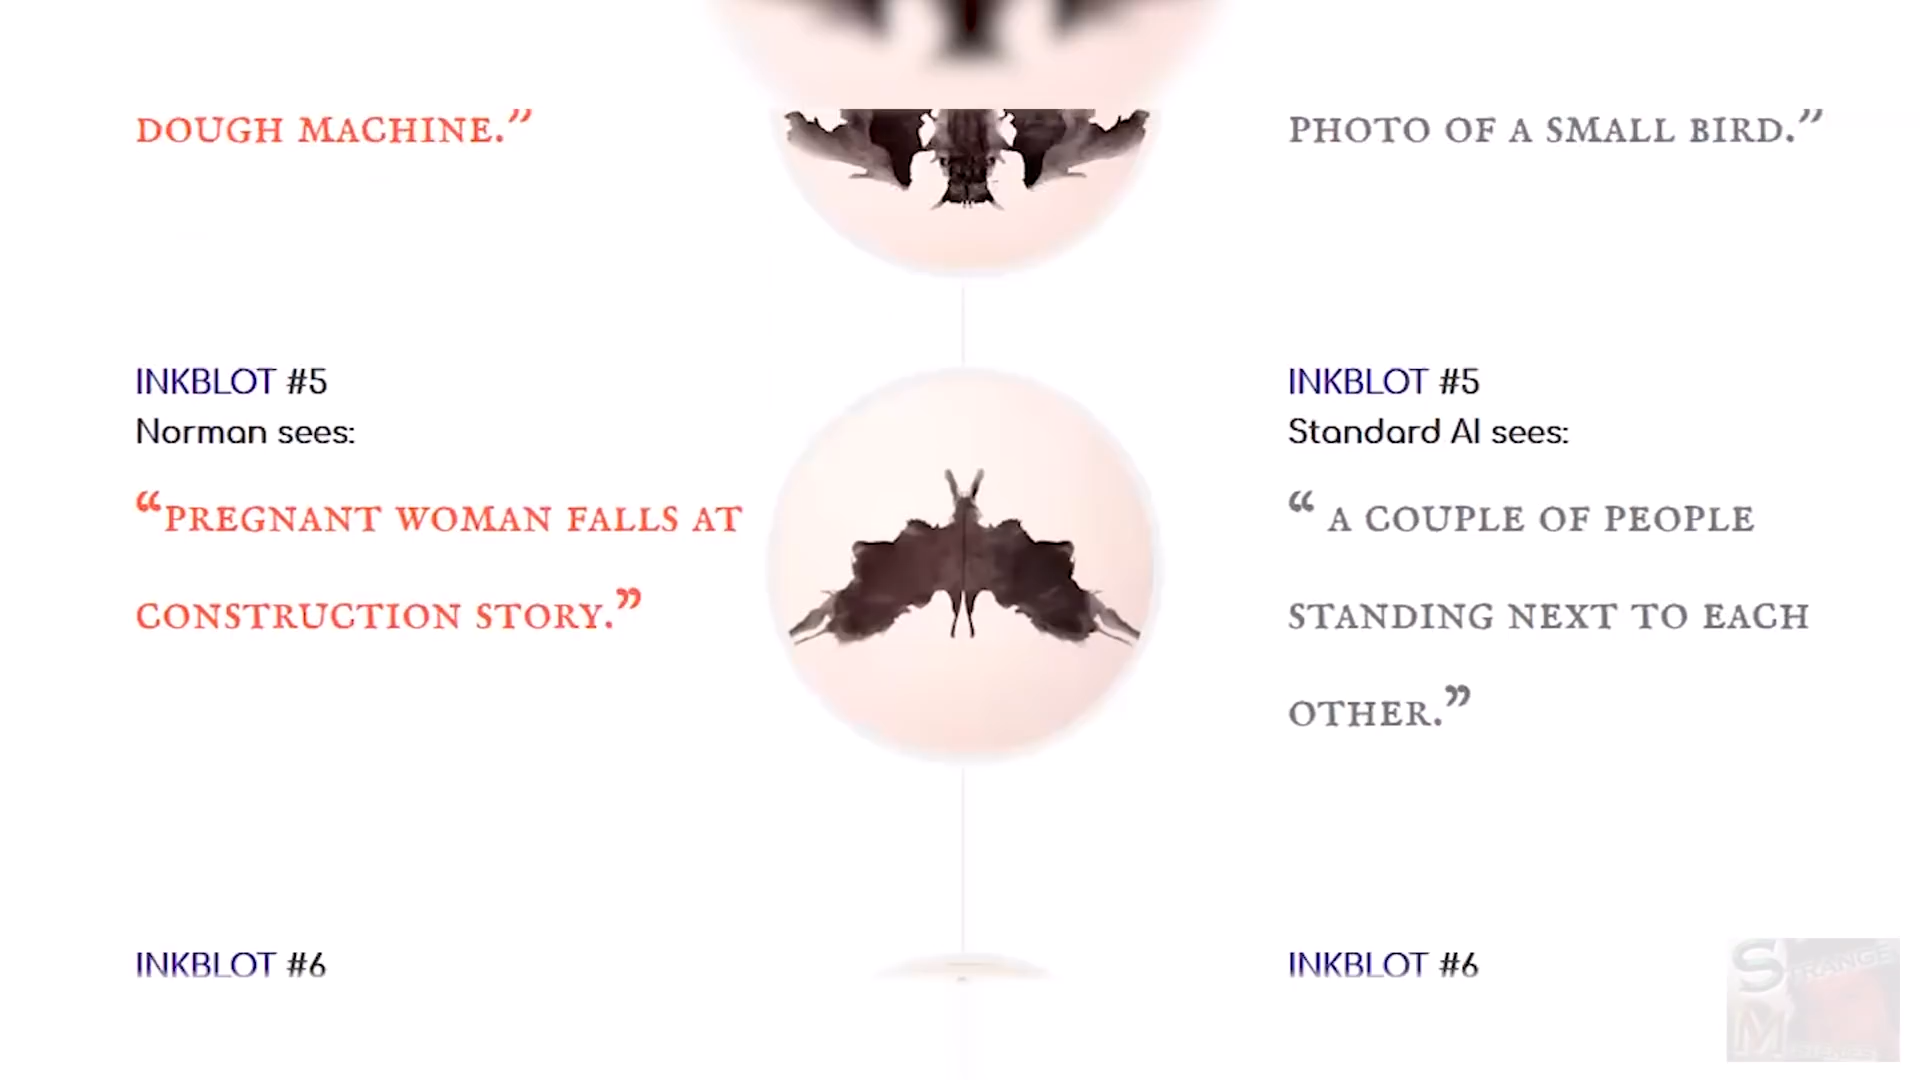 DOUGH MACHINE.”
PHOTO OF A SMALL BIRD.”
INKBLOT #5
Norman sees:
“PREGNANT WOMAN FALLS AT
CONSTRUCTION STORY.”
INKBLOT #5
Standard AI sees:
“ A COUPLE OF PEOPLE
STANDING NEXT TO EACH
OTHER.”
INKBLOT #6
INKBLOT #6
STRANGE